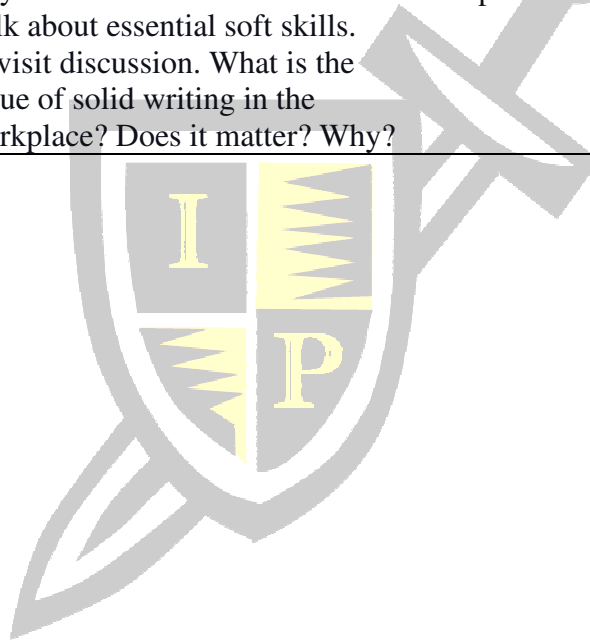 lk about essential soft skills.
visit discussion. What is the
ue of solid writing in the
rkplace? Does it matter? Why?
I
P